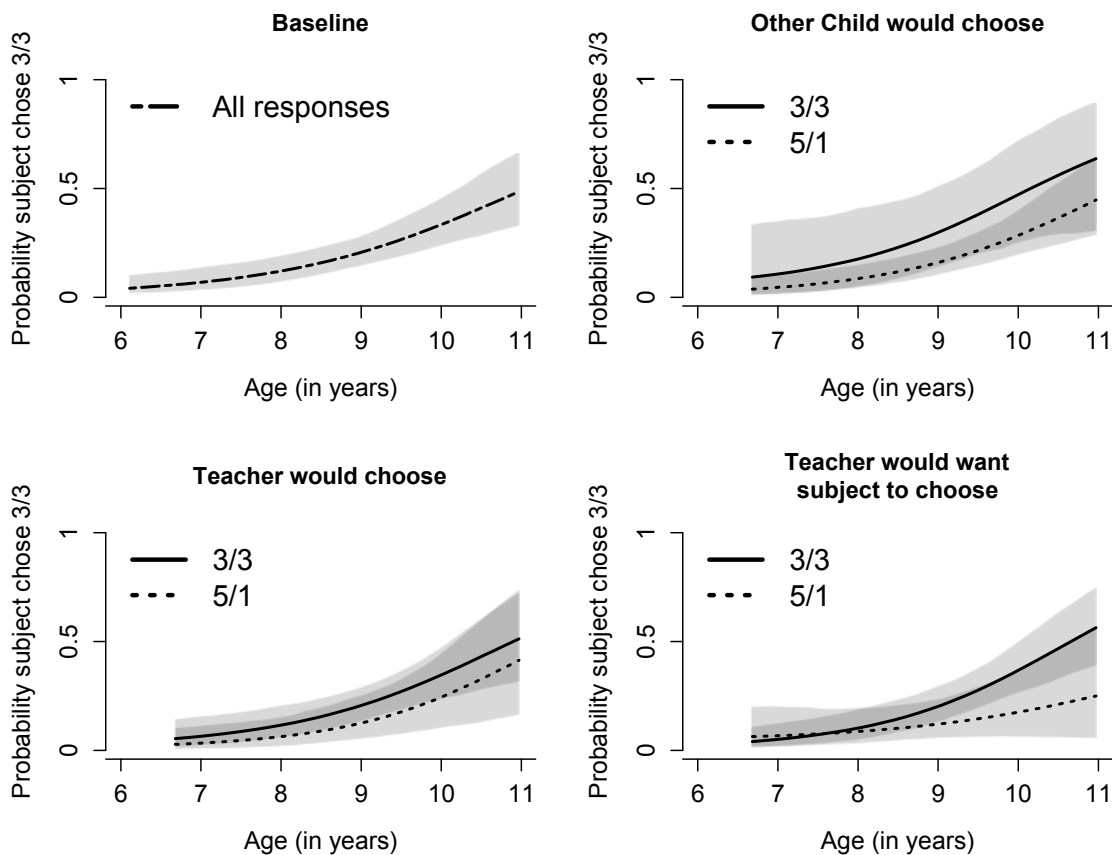 Baseline
Probability subject chose 3/3
1
0.5
0
All responses
6 7 8 9 10 11
Age (in years)
Other Child would choose
Probability subject chose 3/3
1
0.5
0
3/3
5/1
6 7 8 9 10 11
Age (in years)
Teacher would choose
Probability subject chose 3/3
1
0.5
0
3/3
5/1
6 7 8 9 10 11
Age (in years)
Teacher would want
subject to choose
Probability subject chose 3/3
1
0.5
0
3/3
5/1
6 7 8 9 10 11
Age (in years)